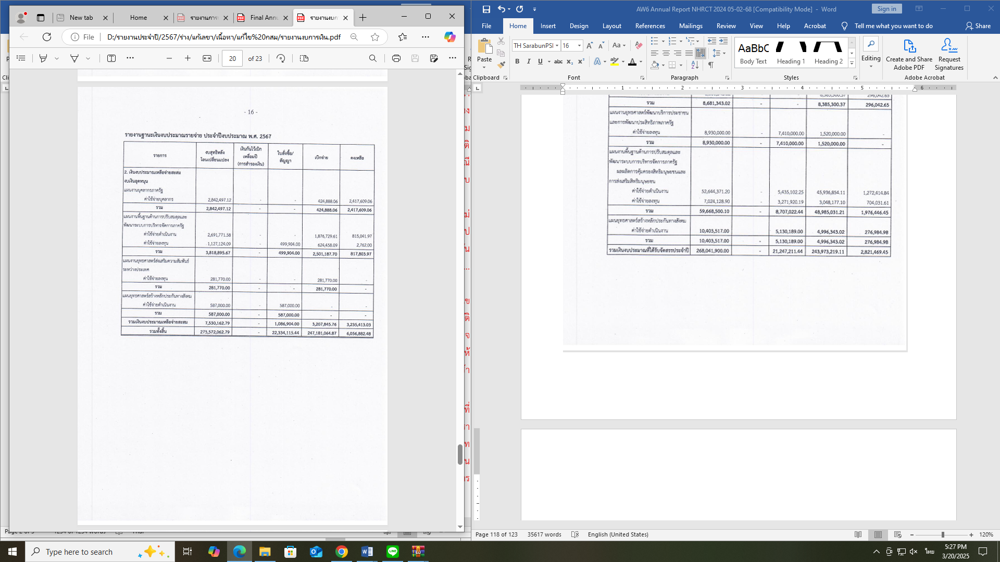 New tab
Home
รายงานการ
Final Annu
รายงานงบก
File
D:/รายงานประจำปี/2567/ร่าง/แก้เลขา/เนื้อหา/แก้ไข%20กสม/รายงานงบการเงิน.pdf
20 of 23
- 16 -
รายงานฐานะเงินงบประมาณรายจ่าย ประจำปีงบประมาณ พ.ศ. 2567
รายการ งบสุทธิหลังโอนเปลี่ยนแปลง เงินกันไว้เบิกเหลื่อมปี (การสำรองเงิน) ใบสั่งซื้อ/สัญญา เบิกจ่าย คงเหลือ
2. เงินงบประมาณเหลือจ่ายสะสม
งบเงินอุดหนุน
แผนงานบุคลากรภาครัฐ
ค่าใช้จ่ายบุคลากร 2,842,497.12 - - 424,888.06 2,417,609.06
รวม 2,842,497.12 - - 424,888.06 2,417,609.06
แผนงานพื้นฐานด้านการปรับสมดุลและ
พัฒนาระบบการบริหารจัดการภาครัฐ
ค่าใช้จ่ายดำเนินงาน 2,691,771.58 - - 1,876,729.61 815,041.97
ค่าใช้จ่ายลงทุน 1,127,124.09 - 499,904.00 624,458.09 2,762.00
รวม 3,818,895.67 - 499,904.00 2,501,187.70 817,803.97
แผนงานยุทธศาสตร์ส่งเสริมความสัมพันธ์
ระหว่างประเทศ
ค่าใช้จ่ายลงทุน 281,770.00 - - 281,770.00 -
รวม 281,770.00 - - 281,770.00 -
แผนยุทธศาสตร์สร้างหลักประกันทางสังคม
ค่าใช้จ่ายดำเนินงาน 587,000.00 - 587,000.00 - -
รวม 587,000.00 - 587,000.00 - -
รวมเงินงบประมาณเหลือจ่ายสะสม 7,530,162.79 - 1,086,904.00 3,207,845.76 3,235,413.03
รวมทั้งสิ้น 275,572,062.79 - 22,334,115.44 247,181,064.87 6,056,882.48
AW6 Annual Report NHRCT 2024 05-02-68 [Compatibility Mode] - Word
Sign in
File Home Insert Design Layout References Mailings Review View Help Acrobat Tell me what you want to do Share
Paste
TH SarabunPSI 16
AaBbC
Body Text Heading 1 Heading 2
Editing
Create and Share Adobe PDF
Request Signatures
Clipboard Font Paragraph Styles Adobe Acrobat
1 2 3 4 5 6
รวม 8,681,343.02 - - 8,385,300.37 296,042.65
แผนงานยุทธศาสตร์พัฒนาบริการประชาชน
และการพัฒนาประสิทธิภาพภาครัฐ
ค่าใช้จ่ายลงทุน 8,930,000.00 - 7,410,000.00 1,520,000.00 -
รวม 8,930,000.00 - 7,410,000.00 1,520,000.00 -
แผนงานพื้นฐานด้านการปรับสมดุลและ
พัฒนาระบบการบริหารจัดการภาครัฐ
ผลผลิตการคุ้มครองสิทธิมนุษยชนและ
การส่งเสริมสิทธิมนุษยชน
ค่าใช้จ่ายดำเนินงาน 52,644,371.20 - 5,435,102.25 45,936,854.11 1,272,414.84
ค่าใช้จ่ายลงทุน 7,024,128.90 - 3,271,920.19 3,048,177.10 704,031.61
รวม 59,668,500.10 - 8,707,022.44 48,985,031.21 1,976,446.45
แผนยุทธศาสตร์สร้างหลักประกันทางสังคม
ค่าใช้จ่ายดำเนินงาน 10,403,517.00 5,130,189.00 4,996,343.02 276,984.98
รวม 10,403,517.00 - 5,130,189.00 4,996,343.02 276,984.98
รวมเงินงบประมาณที่ได้รับจัดสรรประจำปี 268,041,900.00 - 21,247,211.44 243,973,219.11 2,821,469.45
Page 118 of 123 35617 words English (United States) 120%
Type here to search
ไทย
5:27 PM
3/20/2025